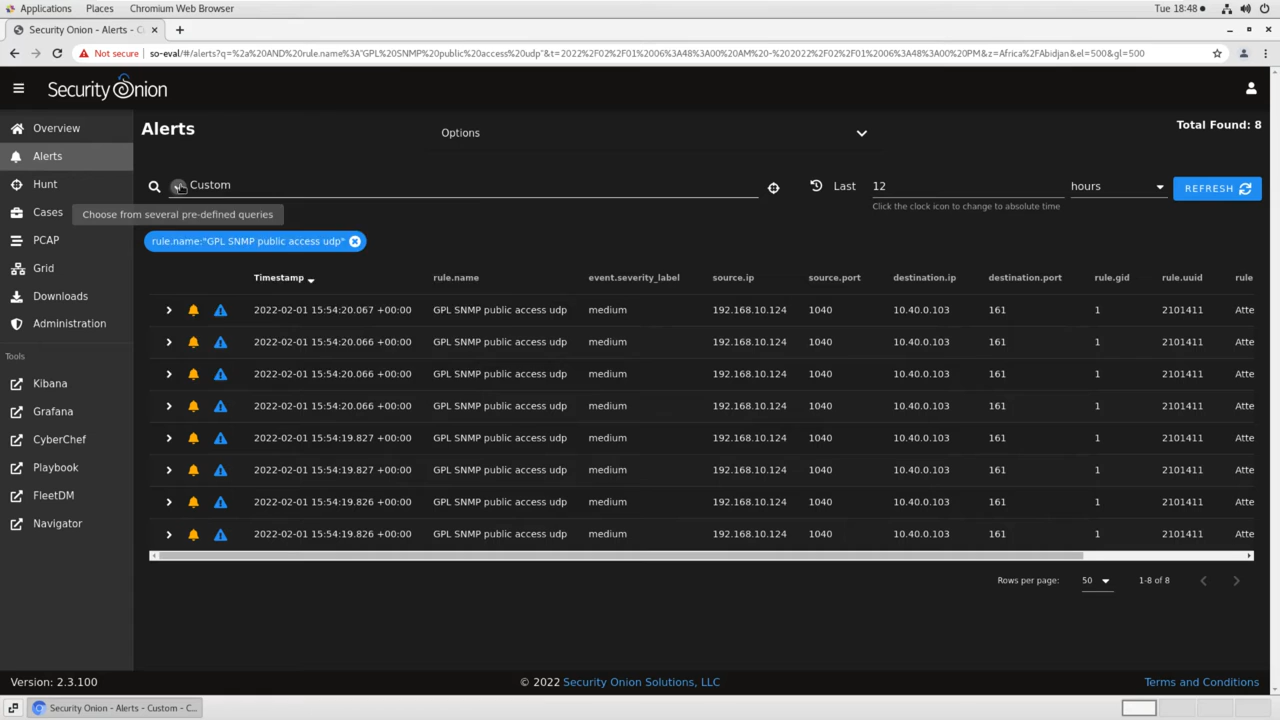 Applications Places Chromium Web Browser Tue 18:48
Security Onion - Alerts - C
Not secure so-eval/#/alerts?q=%2a%20AND%20rule.name%3A"GPL%20SNMP%20public%20access%20udp"&t=2022%2F02%2F01%2006%3A48%3A00%20AM%20-%202022%2F02%2F01%2006%3A48%3A00%20PM&z=Africa%2FAbidjan&el=500&gl=500
Security Onion
Overview
Alerts
Hunt
Cases
PCAP
Grid
Downloads
Administration
Tools
Kibana
Grafana
CyberChef
Playbook
FleetDM
Navigator
Alerts Options Total Found: 8
Custom Last 12 hours REFRESH
Click the clock icon to change to absolute time
Choose from several pre-defined queries
rule.name:"GPL SNMP public access udp"
Timestamp rule.name event.severity_label source.ip source.port destination.ip destination.port rule.gid rule.uuid rule
2022-02-01 15:54:20.067 +00:00 GPL SNMP public access udp medium 192.168.10.124 1040 10.40.0.103 161 1 2101411 Atte
2022-02-01 15:54:20.066 +00:00 GPL SNMP public access udp medium 192.168.10.124 1040 10.40.0.103 161 1 2101411 Atte
2022-02-01 15:54:20.066 +00:00 GPL SNMP public access udp medium 192.168.10.124 1040 10.40.0.103 161 1 2101411 Atte
2022-02-01 15:54:20.066 +00:00 GPL SNMP public access udp medium 192.168.10.124 1040 10.40.0.103 161 1 2101411 Atte
2022-02-01 15:54:19.827 +00:00 GPL SNMP public access udp medium 192.168.10.124 1040 10.40.0.103 161 1 2101411 Atte
2022-02-01 15:54:19.827 +00:00 GPL SNMP public access udp medium 192.168.10.124 1040 10.40.0.103 161 1 2101411 Atte
2022-02-01 15:54:19.826 +00:00 GPL SNMP public access udp medium 192.168.10.124 1040 10.40.0.103 161 1 2101411 Atte
2022-02-01 15:54:19.826 +00:00 GPL SNMP public access udp medium 192.168.10.124 1040 10.40.0.103 161 1 2101411 Atte
Rows per page: 50 1-8 of 8
Version: 2.3.100 © 2022 Security Onion Solutions, LLC Terms and Conditions
Security Onion - Alerts - Custom - C...